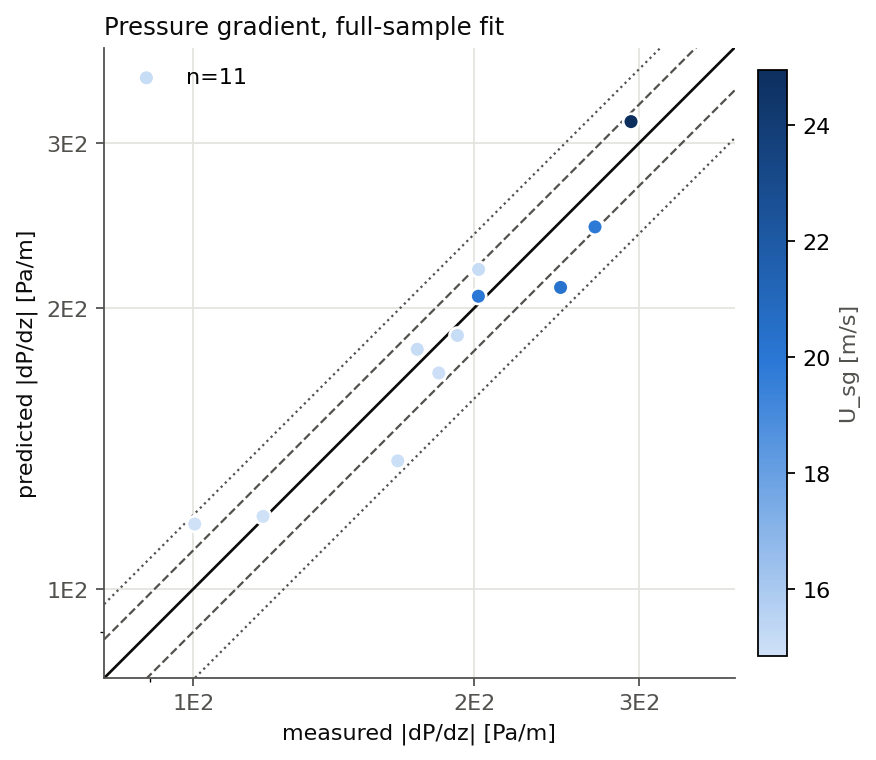 Pressure gradient, full-sample fit
n=11
3E2
2E2
1E2
predicted |dP/dz| [Pa/m]
1E2
2E2
3E2
measured |dP/dz| [Pa/m]
24
22
20
18
16
U_sg [m/s]